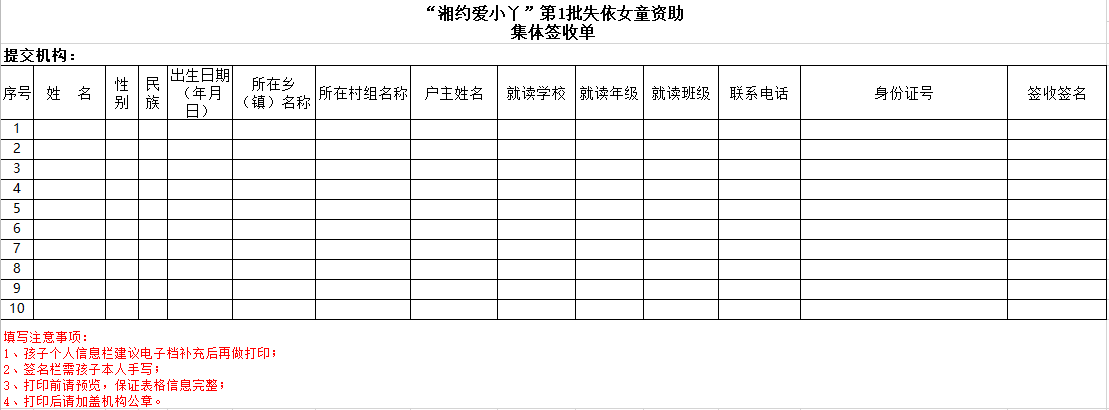 “湘约爱小丫”第1批失依女童资助
集体签收单
提交机构：
序号 姓 名 性别 民族 出生日期（年月日） 所在乡（镇）名称 所在村组名称 户主姓名 就读学校 就读年级 就读班级 联系电话 身份证号 签收签名
1
2
3
4
5
6
7
8
9
10
填写注意事项：
1、孩子个人信息栏建议电子档补充后再做打印；
2、签名栏需孩子本人手写；
3、打印前请预览，保证表格信息完整；
4、打印后请加盖机构公章。